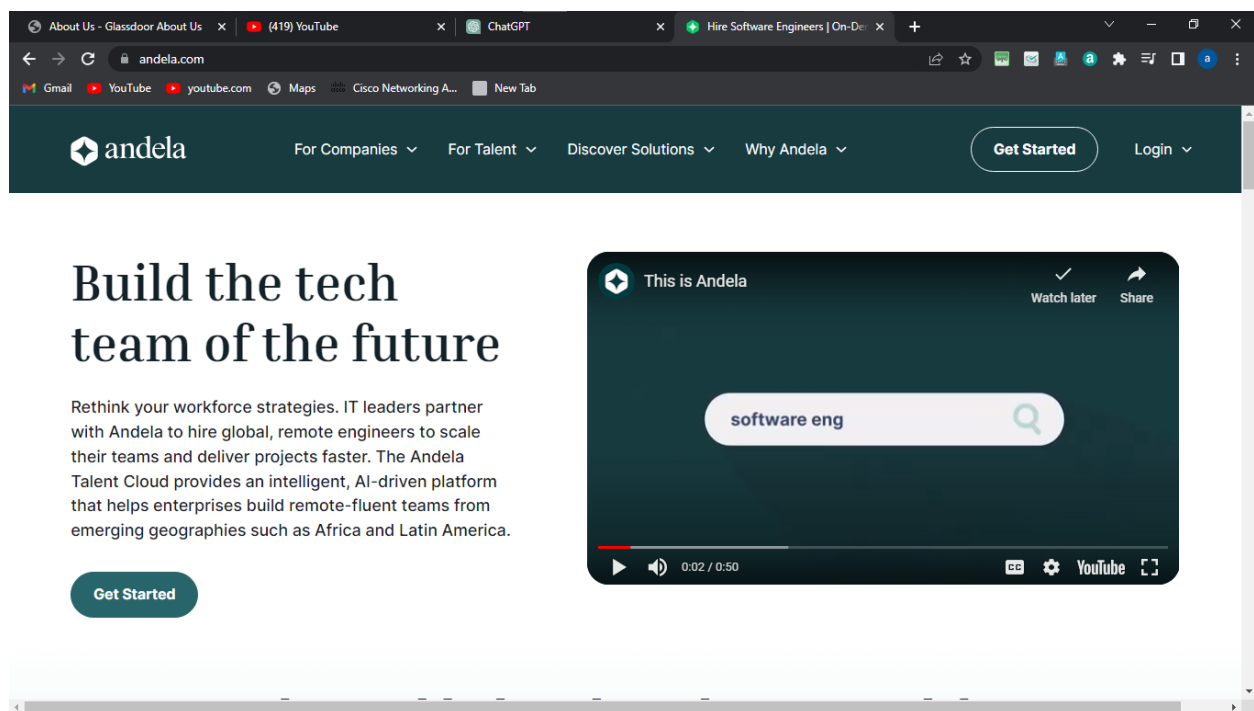 About Us - Glassdoor About Us
(419) YouTube
ChatGPT
Hire Software Engineers | On-De
andela.com
Gmail
YouTube
youtube.com
Maps
Cisco Networking A...
New Tab
a
a
andela
For Companies
For Talent
Discover Solutions
Why Andela
Get Started
Login
Build the tech
team of the future
Rethink your workforce strategies. IT leaders partner
with Andela to hire global, remote engineers to scale
their teams and deliver projects faster. The Andela
Talent Cloud provides an intelligent, AI-driven platform
that helps enterprises build remote-fluent teams from
emerging geographies such as Africa and Latin America.
Get Started
This is Andela
Watch later
Share
software eng
0:02 / 0:50
CC
YouTube